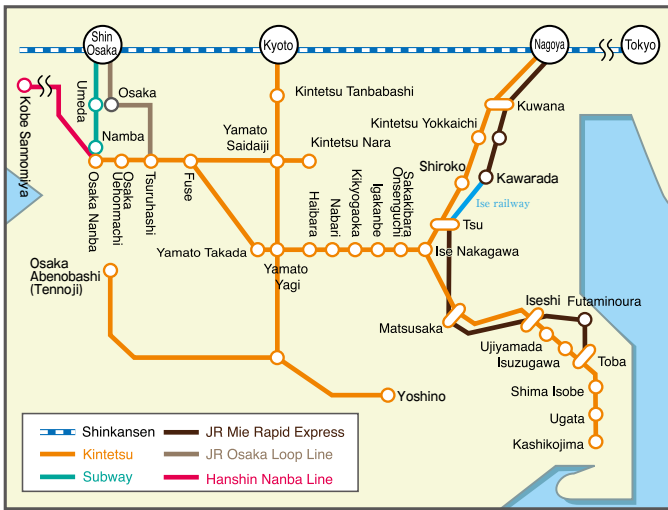 Shin
Osaka
Kyoto
Nagoya
Tokyo
Kobe Sannomiya
Umeda
Osaka
Namba
Kintetsu Tanbabashi
Yamato
Saidaiji
Kintetsu Nara
Kuwana
Kintetsu Yokkaichi
Shiroko
Kawarada
Ise railway
Tsu
Osaka Nanba
Osaka
Uehonmachi
Tsuruhashi
Fuse
Yamato Takada
Yamato
Yagi
Haibara
Nabari
Kikyogaoka
Igakanbe
Sakakibara
Onsenguchi
Ise Nakagawa
Osaka
Abenobashi
(Tennoji)
Matsusaka
Iseshi
Futaminoura
Ujiyamada
Isuzugawa
Toba
Yoshino
Shima Isobe
Ugata
Kashikojima
Shinkansen
JR Mie Rapid Express
Kintetsu
JR Osaka Loop Line
Subway
Hanshin Nanba Line